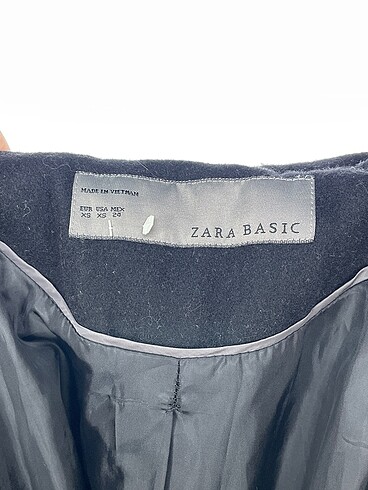 MADE IN VIETNAM
EUR USA MEX
XS XS 24
ZARA BASIC